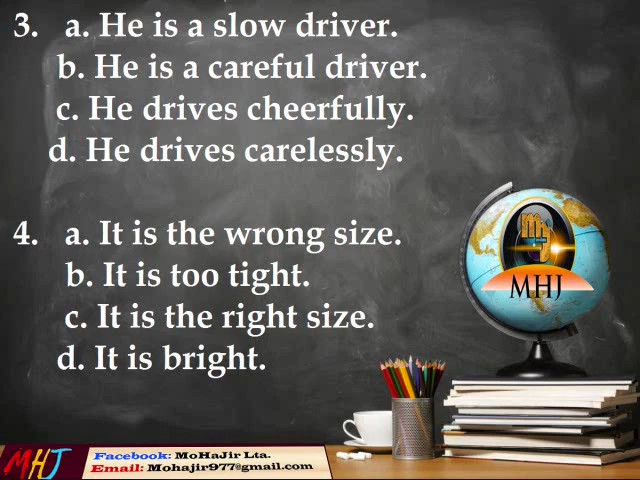 3. a. He is a slow driver.
b. He is a careful driver.
c. He drives cheerfully.
d. He drives carelessly.
4. a. It is the wrong size.
b. It is too tight.
c. It is the right size.
d. It is bright.
MHJ
MHJ
Facebook: MoHaJir Lta.
Email: Mohajir977@gmail.com